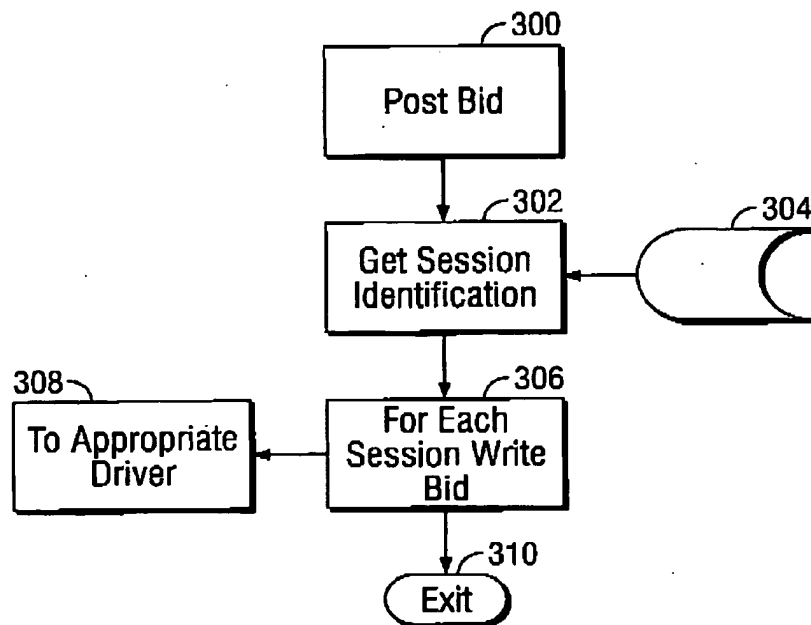 300
Post Bid
302
304
Get Session
Identification
308
306
To Appropriate
Driver
For Each
Session Write
Bid
310
Exit